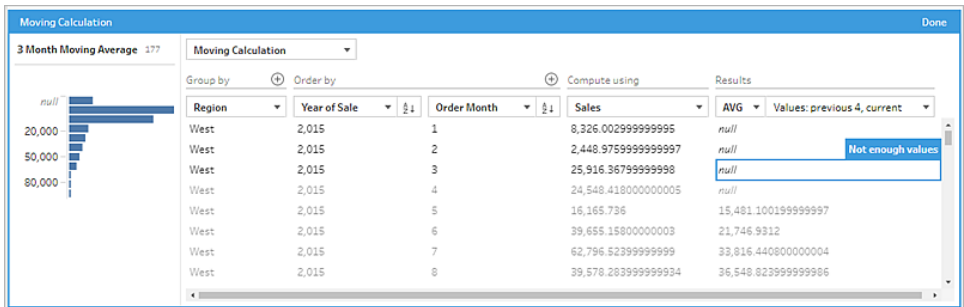 Moving Calculation Done
3 Month Moving Average 177
Moving Calculation
Group by Order by Compute using Results
Region Year of Sale Order Month Sales AVG Values: previous 4, current
null
20,000
50,000
80,000
West 2,015 1 8,326.002999999995 null
West 2,015 2 2,448.9759999999997 null
Not enough values
West 2,015 3 25,916.36799999998 null
West 2,015 4 24,548.418000000005 null
West 2,015 5 16,165.736 15,481.100199999997
West 2,015 6 39,655.15800000003 21,746.9312
West 2,015 7 62,796.52399999999 33,816.440800000004
West 2,015 8 39,578.283999999934 36,548.823999999986